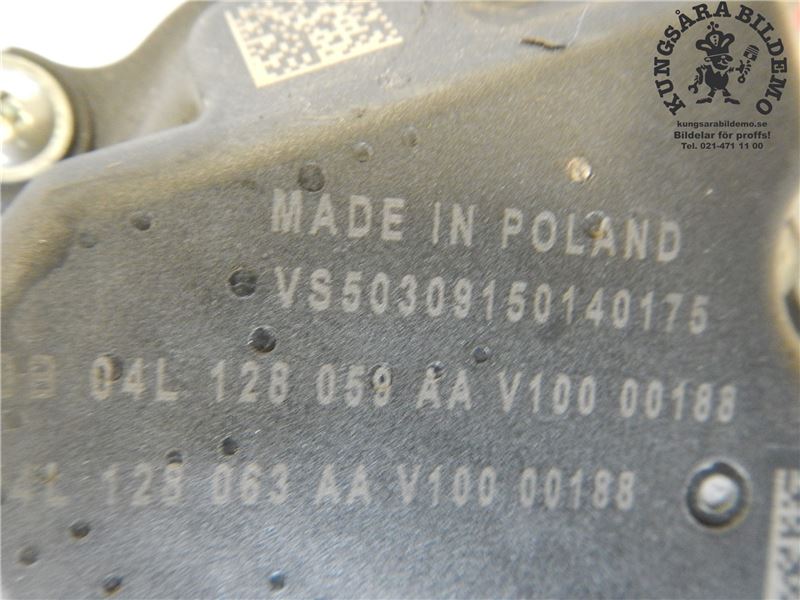 KUNGSÅRA BILDEMO
kungsarabildemo.se
Bildelar för proffs!
Tel. 021-471 11 00
MADE IN POLAND
VS50309150140175
04L 128 059 AA V100 00188
4L 128 063 AA V100 00188